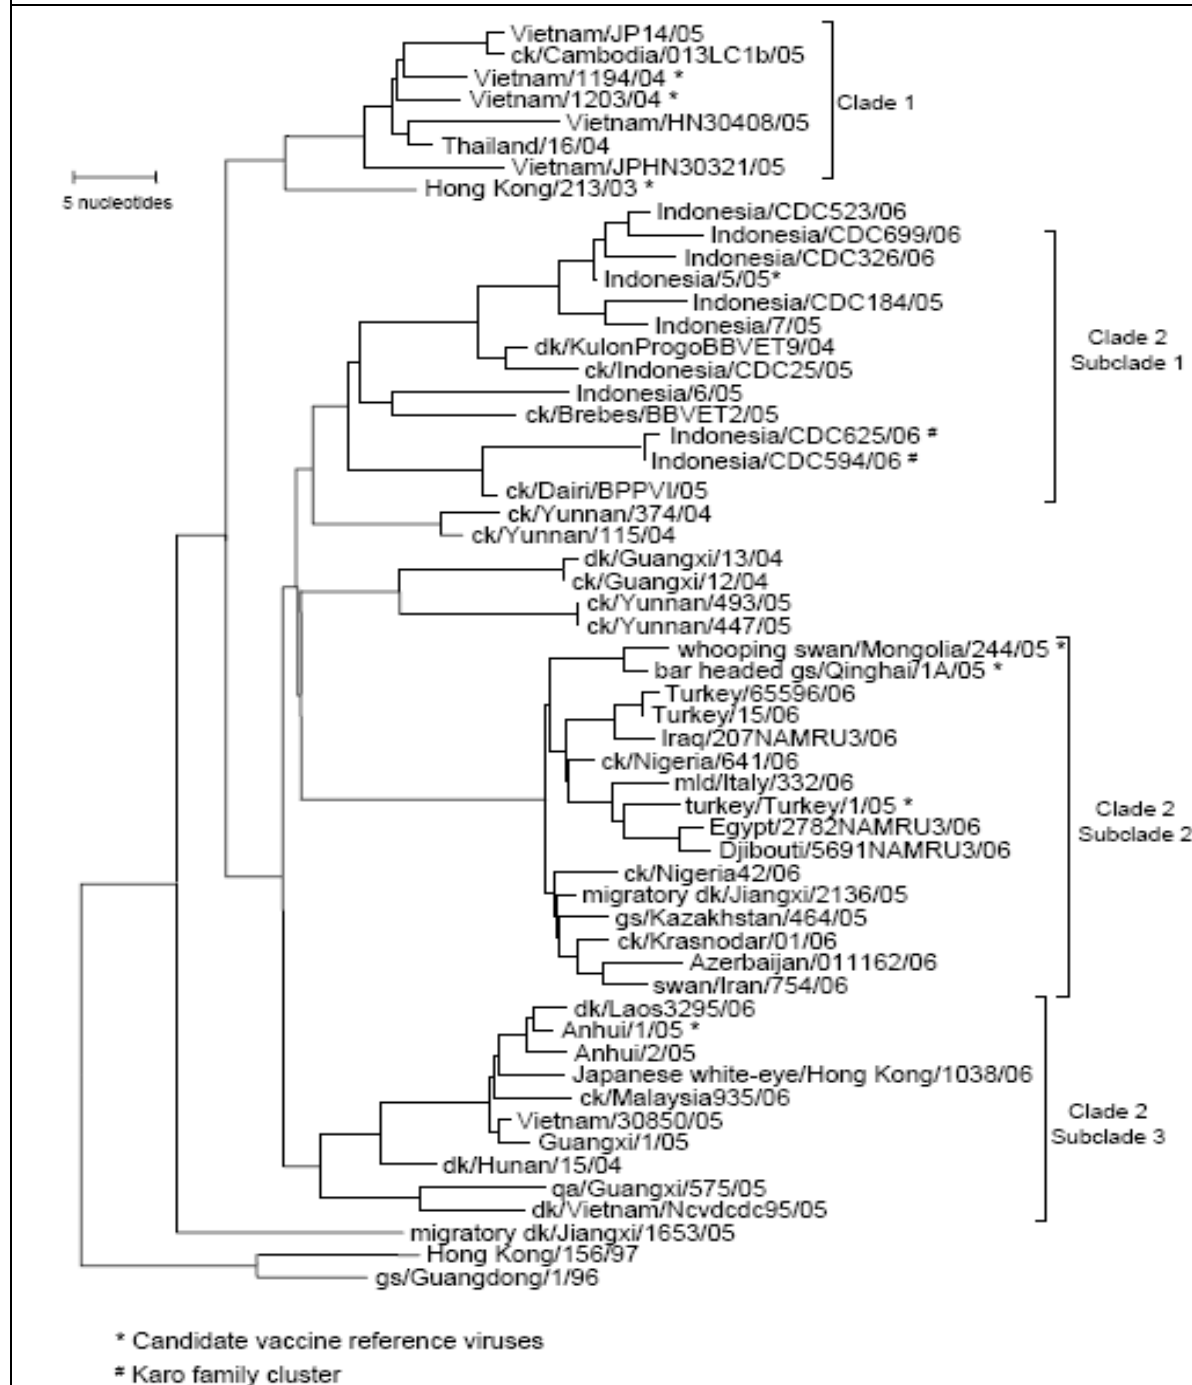 Vietnam/JP14/05
ck/Cambodia/013LC1b/05
Vietnam/1194/04 *
Vietnam/1203/04 *
Vietnam/HN30408/05
Thailand/16/04
Vietnam/JPHN30321/05
Hong Kong/213/03 *
Clade 1
5 nucleotides
Indonesia/CDC523/06
Indonesia/CDC699/06
Indonesia/CDC326/06
Indonesia/5/05*
Indonesia/CDC184/05
Indonesia/7/05
dk/KulonProgoBBVET9/04
ck/Indonesia/CDC25/05
Indonesia/6/05
ck/Brebes/BBVET2/05
Indonesia/CDC625/06 #
Indonesia/CDC594/06 #
ck/Dairi/BPPVI/05
Clade 2
Subclade 1
ck/Yunnan/374/04
ck/Yunnan/115/04
dk/Guangxi/13/04
ck/Guangxi/12/04
ck/Yunnan/493/05
ck/Yunnan/447/05
whooping swan/Mongolia/244/05 *
bar headed gs/Qinghai/1A/05 *
Turkey/65596/06
Turkey/15/06
Iraq/207NAMRU3/06
ck/Nigeria/641/06
mld/Italy/332/06
turkey/Turkey/1/05 *
Egypt/2782NAMRU3/06
Djibouti/5691NAMRU3/06
ck/Nigeria42/06
migratory dk/Jiangxi/2136/05
gs/Kazakhstan/464/05
ck/Krasnodar/01/06
Azerbaijan/011162/06
swan/Iran/754/06
Clade 2
Subclade 2
dk/Laos3295/06
Anhui/1/05 *
Anhui/2/05
Japanese white-eye/Hong Kong/1038/06
ck/Malaysia935/06
Vietnam/30850/05
Guangxi/1/05
dk/Hunan/15/04
qa/Guangxi/575/05
dk/Vietnam/Ncvdcdc95/05
Clade 2
Subclade 3
migratory dk/Jiangxi/1653/05
Hong Kong/156/97
gs/Guangdong/1/96
* Candidate vaccine reference viruses
# Karo family cluster